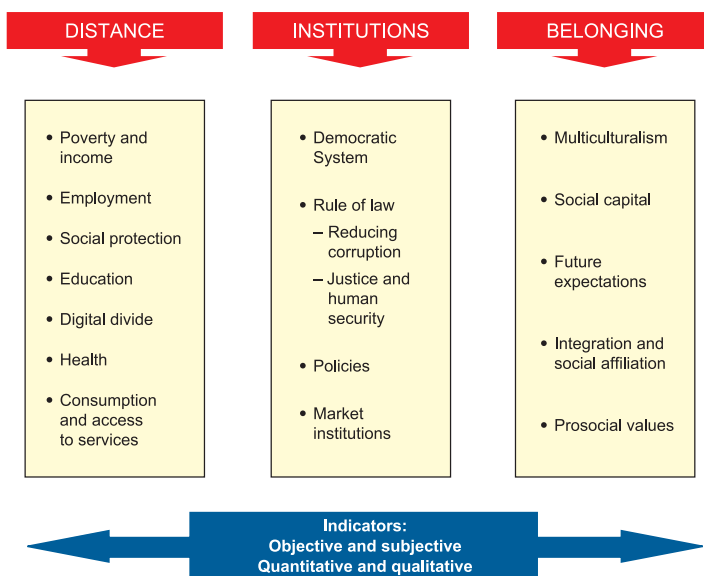 DISTANCE
• Poverty and
income
• Employment
• Social protection
• Education
• Digital divide
• Health
• Consumption
and access
to services
INSTITUTIONS
• Democratic
System
• Rule of law
– Reducing
corruption
– Justice and
human
security
• Policies
• Market
institutions
BELONGING
• Multiculturalism
• Social capital
• Future
expectations
• Integration and
social affiliation
• Prosocial values
Indicators:
Objective and subjective
Quantitative and qualitative